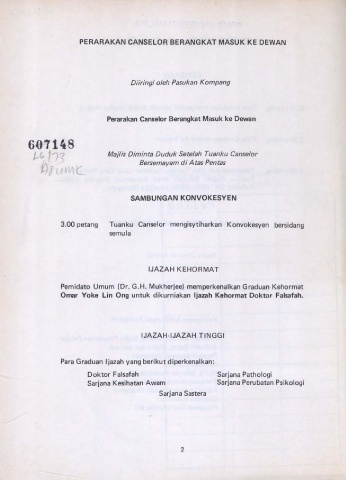 PERARAKAN CANSELOR BERANGKAT MASUK KE DEWAN
Diiringi oleh Pasukan Kompang
Perarakan Canselor Berangkat Masuk ke Dewan
607148
Majlis Diminta Duduk Setelah Tuanku Canselor
Bersemayam di Atas Pentas
SAMBUNGAN KONVOKESYEN
3.00 petang Tuanku Canselor mengisytiharkan Konvokesyen bersidang
semula
IJAZAH KEHORMAT
Pemidato Umum (Dr. G.H. Mukherjee) memperkenalkan Graduan Kehormat
Omar Yoke Lin Ong untuk dikurniakan Ijazah Kehormat Doktor Falsafah.
IJAZAH-IJAZAH TINGGI
Para Graduan Ijazah yang berikut diperkenalkan:
Doktor Falsafah Sarjana Pathologi
Sarjana Kesihatan Awam Sarjana Perubatan Psikologi
Sarjana Sastera
2